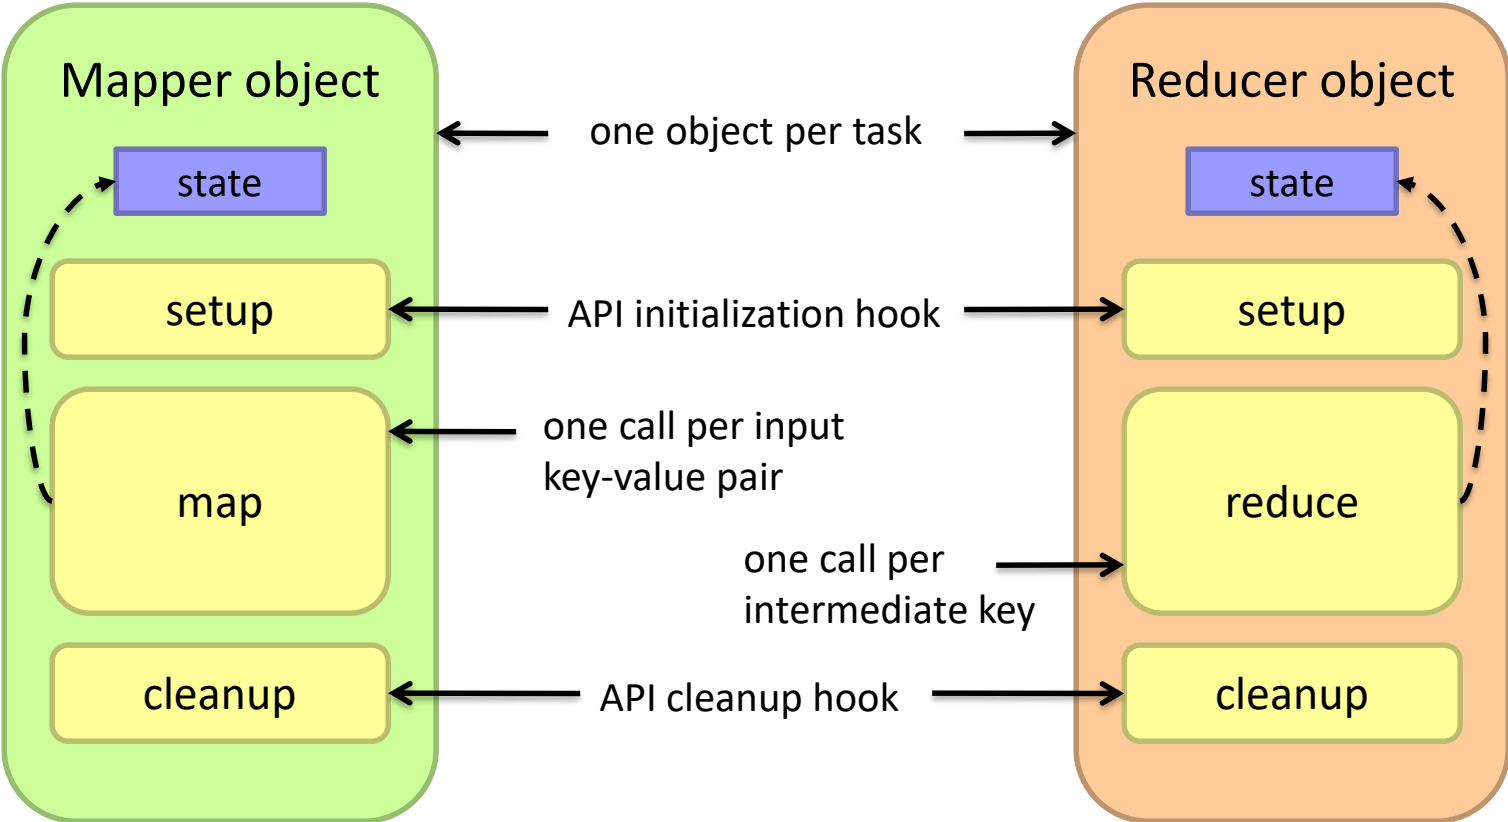 Mapper object
state
setup
map
cleanup
one object per task
API initialization hook
one call per input
key-value pair
one call per
intermediate key
API cleanup hook
Reducer object
state
setup
reduce
cleanup